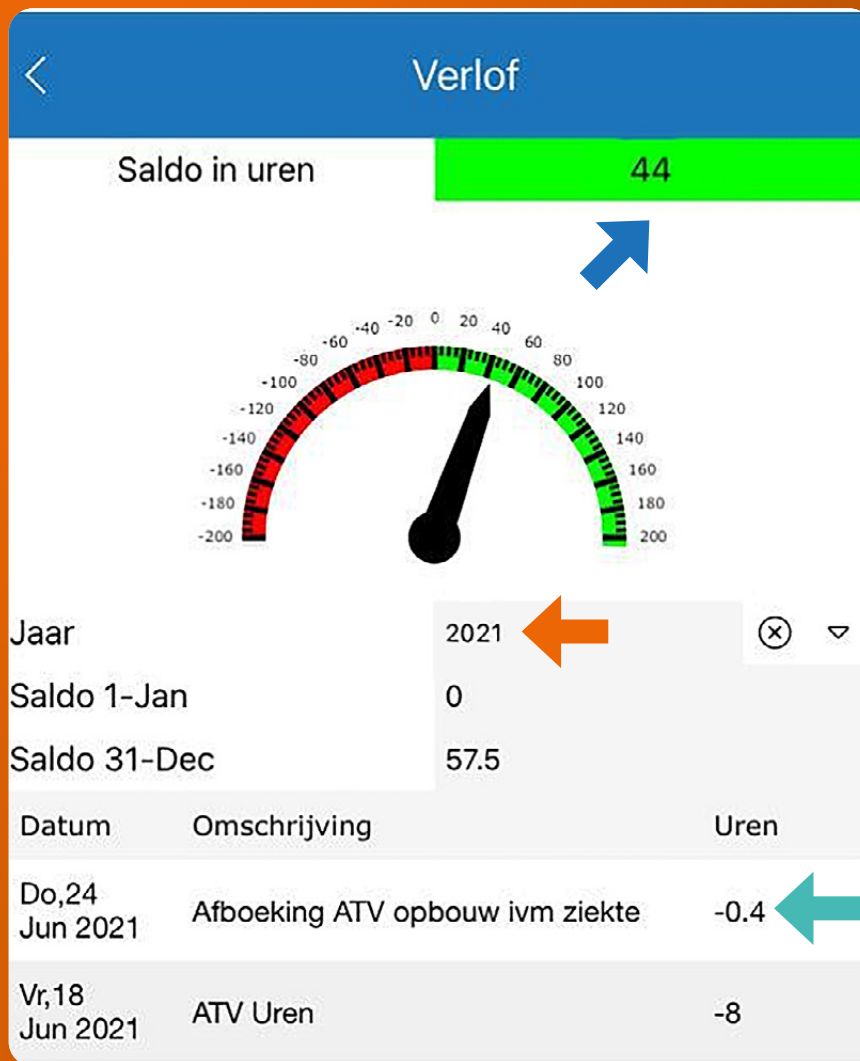 Verlof
Saldo in uren 44
-200
-180
-160
-140
-120
-100
-80
-60
-40
-20
0
20
40
60
80
100
120
140
160
180
200
Jaar 2021
Saldo 1-Jan 0
Saldo 31-Dec 57.5
Datum Omschrijving Uren
Do,24
Jun 2021 Afboeking ATV opbouw ivm ziekte -0.4
Vr,18
Jun 2021 ATV Uren -8